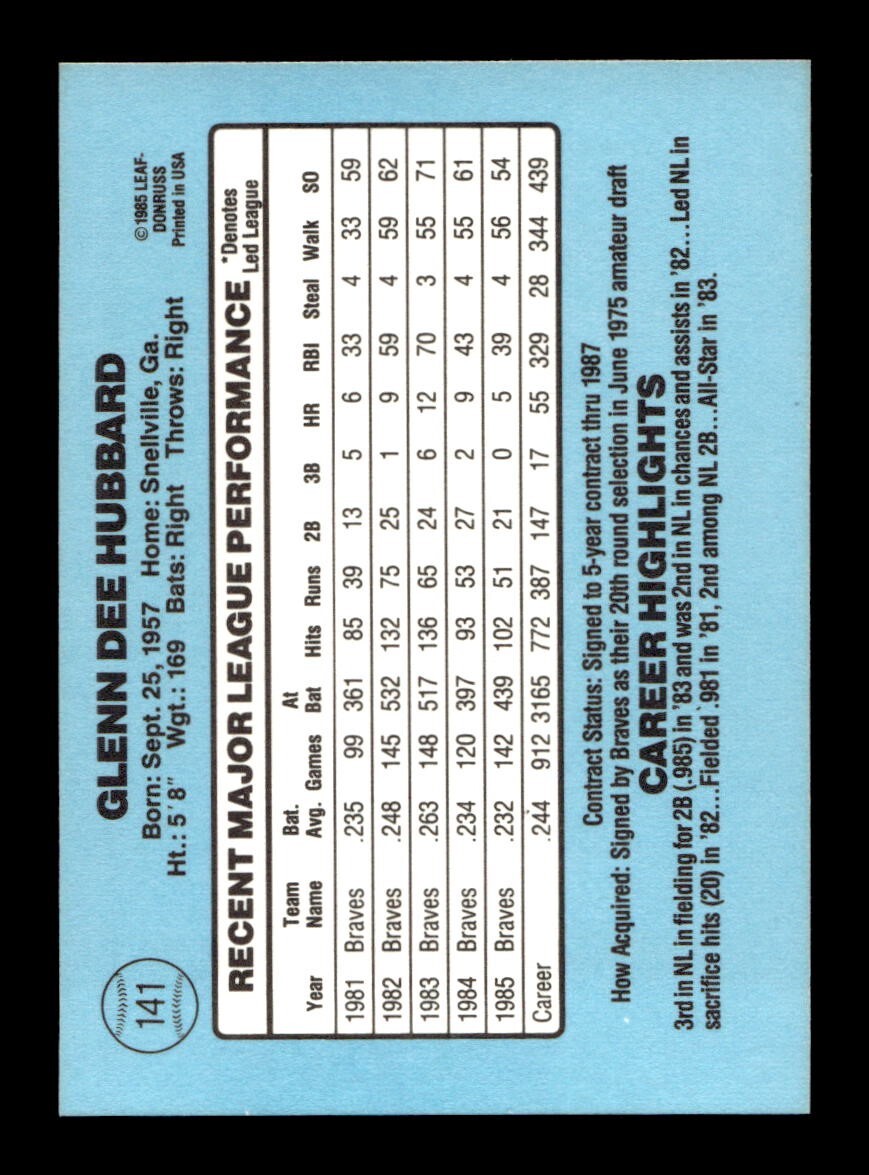 141
GLENN DEE HUBBARD
Born: Sept. 25, 1957 Home: Snellville, Ga.
Ht.: 5'8" Wgt.: 169 Bats: Right Throws: Right
© 1985 LEAF-
DONRUSS
Printed in USA
RECENT MAJOR LEAGUE PERFORMANCE
*Denotes
Led League
Year Team Name Bat. Avg. Games At Bat Hits Runs 2B 3B HR RBI Steal Walk SO
1981 Braves .235 99 361 85 39 13 5 6 33 4 33 59
1982 Braves .248 145 532 132 75 25 1 9 59 4 59 62
1983 Braves .263 148 517 136 65 24 6 12 70 3 55 71
1984 Braves .234 120 397 93 53 27 2 9 43 4 55 61
1985 Braves .232 142 439 102 51 21 0 5 39 4 56 54
Career .244 912 3165 772 387 147 17 55 329 28 344 439
Contract Status: Signed to 5-year contract thru 1987
How Acquired: Signed by Braves as their 20th round selection in June 1975 amateur draft
CAREER HIGHLIGHTS
3rd in NL in fielding for 2B (.985) in '83 and was 2nd in NL in chances and assists in '82...Led NL in
sacrifice hits (20) in '82...Fielded .981 in '81, 2nd among NL 2B...All-Star in '83.